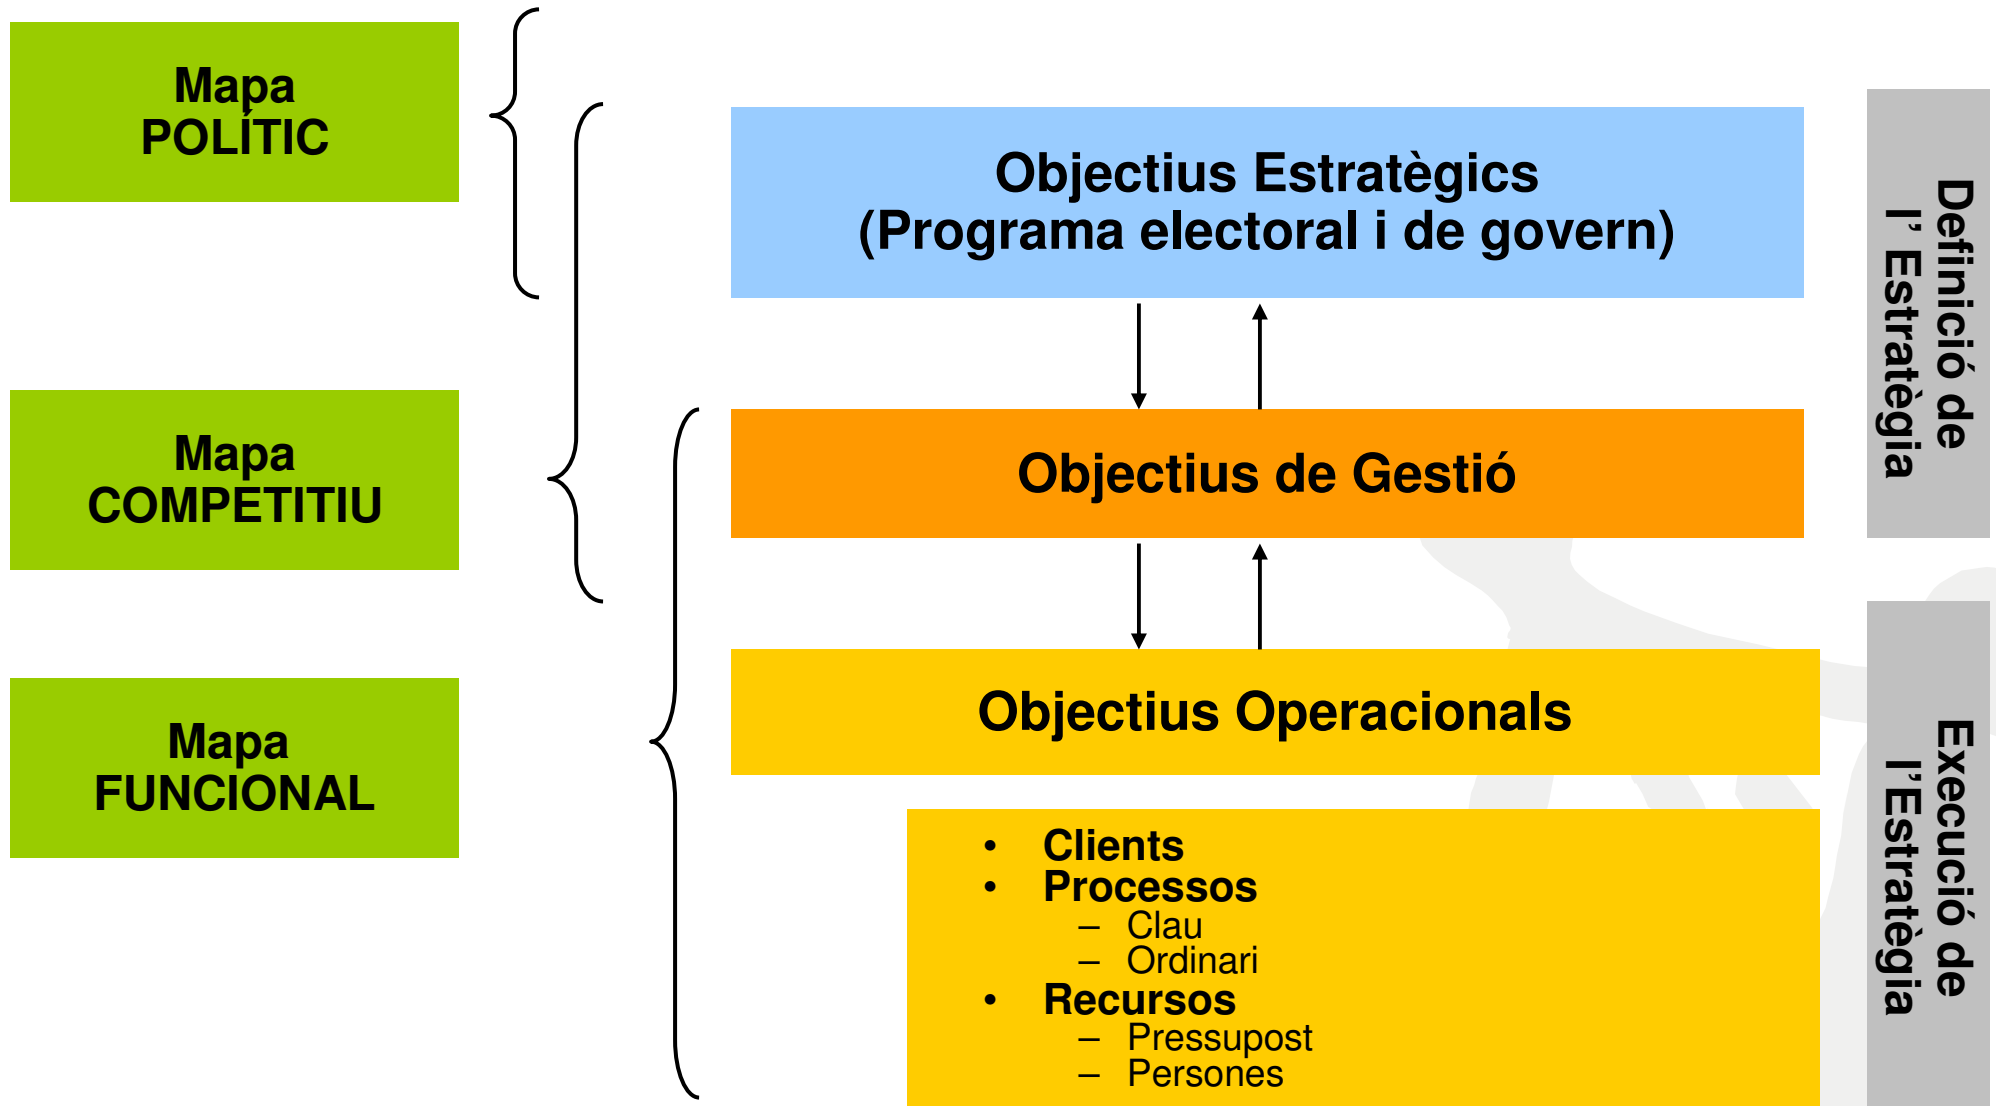 Mapa
POLÍTIC
Mapa
COMPETITIU
Mapa
FUNCIONAL
Objectius Estratègics
(Programa electoral i de govern)
Objectius de Gestió
Objectius Operacionals
• Clients
• Processos
– Clau
– Ordinari
• Recursos
– Pressupost
– Persones
Definició de
l’ Estratègia
Execució de
l’Estratègia